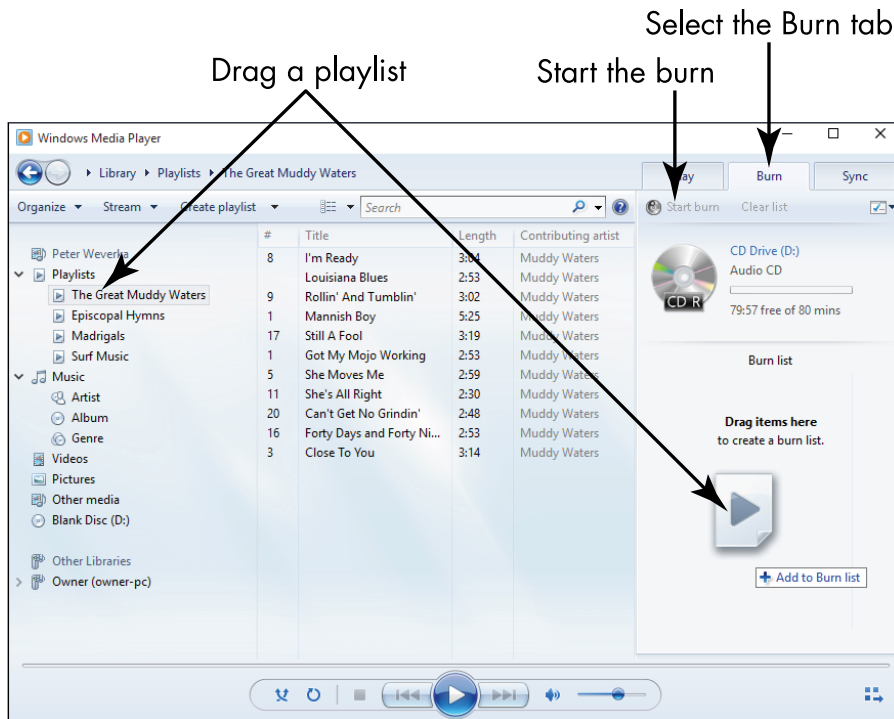 Select the Burn tab
Drag a playlist
Start the burn
Windows Media Player
Library Playlists The Great Muddy Waters
Burn
Sync
Organize Stream Create playlist
Search
Start burn Clear list
# Title Length Contributing artist
Peter Weverka
Playlists
The Great Muddy Waters
Episcopal Hymns
Madrigals
Surf Music
Music
Artist
Album
Genre
Videos
Pictures
Other media
Blank Disc (D:)
Other Libraries
Owner (owner-pc)
8 I'm Ready 3:04 Muddy Waters
Louisiana Blues 2:53 Muddy Waters
9 Rollin' And Tumblin' 3:02 Muddy Waters
1 Mannish Boy 5:25 Muddy Waters
17 Still A Fool 3:19 Muddy Waters
1 Got My Mojo Working 2:53 Muddy Waters
5 She Moves Me 2:59 Muddy Waters
11 She's All Right 2:30 Muddy Waters
20 Can't Get No Grindin' 2:48 Muddy Waters
16 Forty Days and Forty Ni... 2:53 Muddy Waters
3 Close To You 3:14 Muddy Waters
CD Drive (D:)
Audio CD
CD R
79:57 free of 80 mins
Burn list
Drag items here
to create a burn list.
Add to Burn list